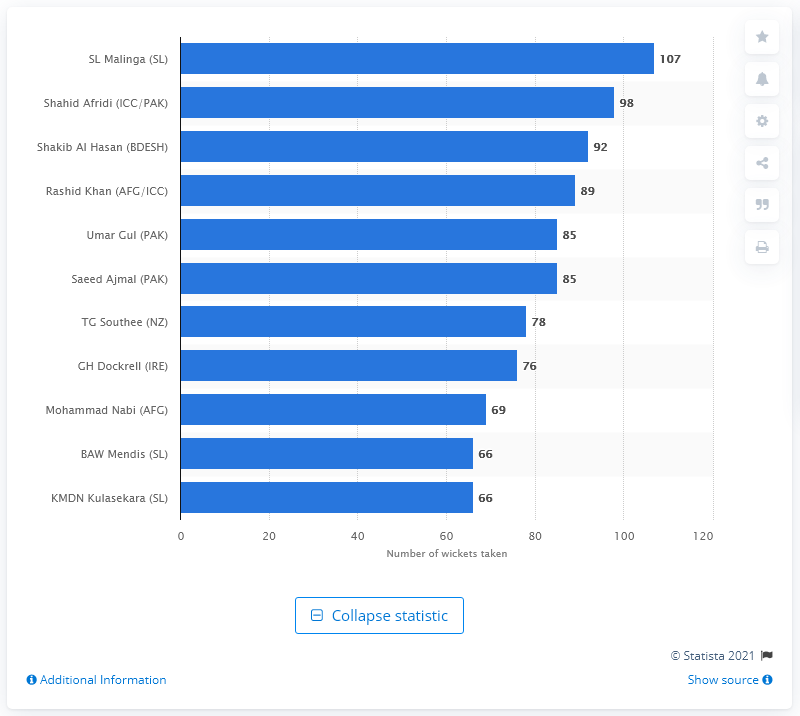 SL Malinga (SL) 107
Shahid Afridi (ICC/PAK) 98
Shakib Al Hasan (BDESH) 92
Rashid Khan (AFG/ICC) 89
Umar Gul (PAK) 85
Saeed Ajmal (PAK) 85
TG Southee (NZ) 78
GH Dockrell (IRE) 76
Mohammad Nabi (AFG) 69
BAW Mendis (SL) 66
KMDN Kulasekara (SL) 66
0 20 40 60 80 100 120
Number of wickets taken
Collapse statistic
© Statista 2021
Additional Information
Show source